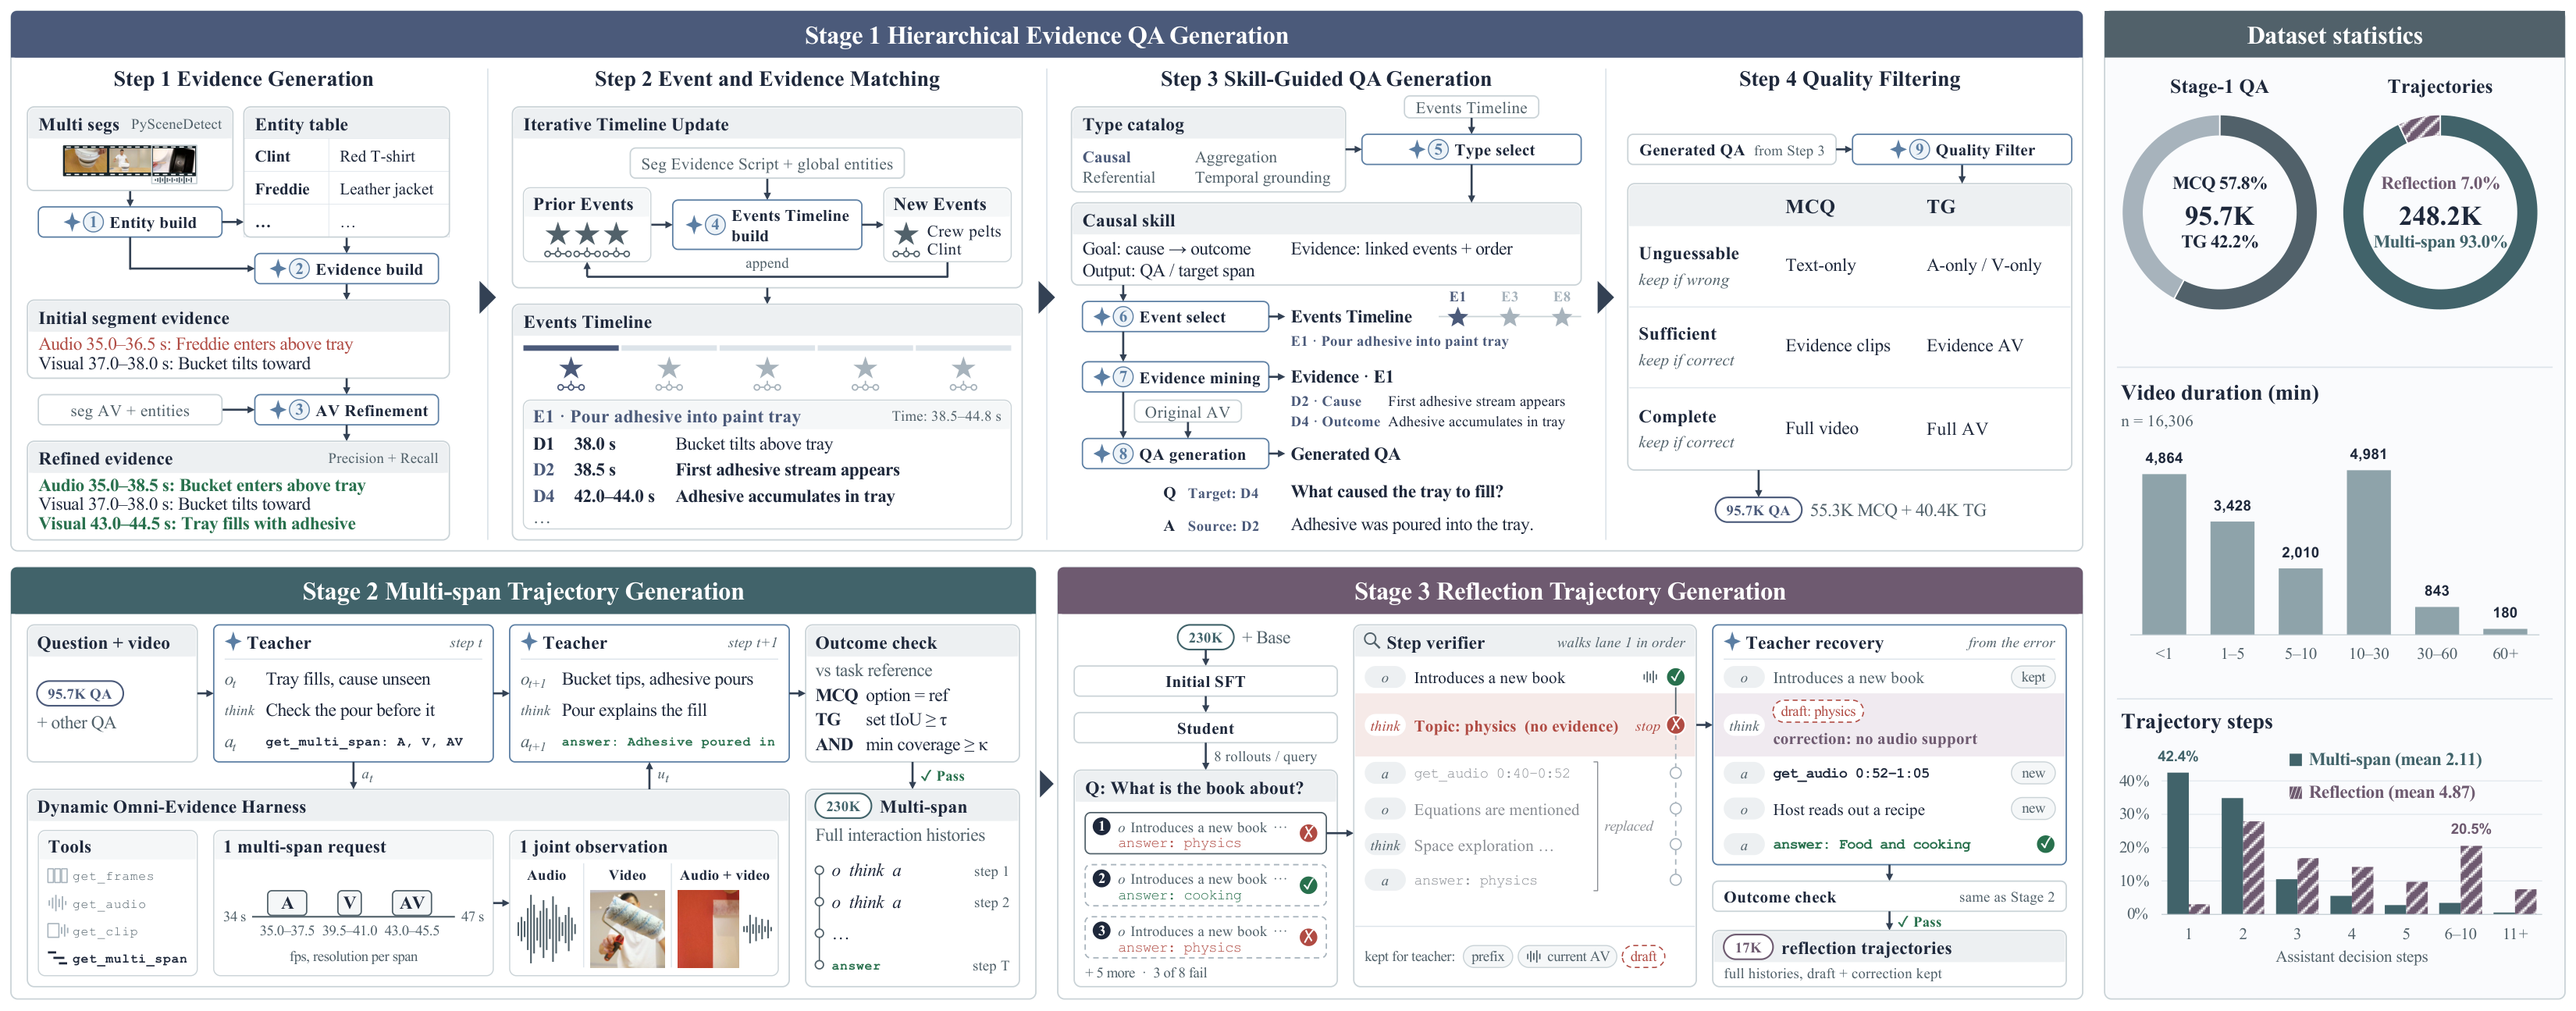 Stage 1 Hierarchical Evidence QA Generation
Step 1 Evidence Generation
Multi segs PySceneDetect
Entity table
Clint Red T-shirt
Freddie Leather jacket
... ...
1 Entity build
2 Evidence build
Initial segment evidence
Audio 35.0–36.5 s: Freddie enters above tray
Visual 37.0–38.0 s: Bucket tilts toward
seg AV + entities
3 AV Refinement
Refined evidence Precision + Recall
Audio 35.0–38.5 s: Bucket enters above tray
Visual 37.0–38.0 s: Bucket tilts toward
Visual 43.0–44.5 s: Tray fills with adhesive
Step 2 Event and Evidence Matching
Iterative Timeline Update
Seg Evidence Script + global entities
Prior Events
4 Events Timeline build
New Events
Crew pelts
Clint
append
Events Timeline
E1 · Pour adhesive into paint tray Time: 38.5–44.8 s
D1 38.0 s Bucket tilts above tray
D2 38.5 s First adhesive stream appears
D4 42.0–44.0 s Adhesive accumulates in tray
...
Step 3 Skill-Guided QA Generation
Type catalog
Causal Aggregation
Referential Temporal grounding
Events Timeline
5 Type select
Causal skill
Goal: cause → outcome Evidence: linked events + order
Output: QA / target span
6 Event select
Events Timeline
E1 E3 E8
E1 · Pour adhesive into paint tray
7 Evidence mining
Evidence · E1
D2 · Cause First adhesive stream appears
D4 · Outcome Adhesive accumulates in tray
Original AV
8 QA generation
Generated QA
Q Target: D4 What caused the tray to fill?
A Source: D2 Adhesive was poured into the tray.
Step 4 Quality Filtering
Generated QA from Step 3
9 Quality Filter
MCQ TG
Unguessable
keep if wrong
Text-only A-only / V-only
Sufficient
keep if correct
Evidence clips Evidence AV
Complete
keep if correct
Full video Full AV
95.7K QA 55.3K MCQ + 40.4K TG
Stage 2 Multi-span Trajectory Generation
Question + video
95.7K QA
+ other QA
Teacher step t
o_t Tray fills, cause unseen
think Check the pour before it
a_t get_multi_span: A, V, AV
Teacher step t+1
o_t+1 Bucket tips, adhesive pours
think Pour explains the fill
a_t+1 answer: Adhesive poured in
Outcome check
vs task reference
MCQ option = ref
TG set tIoU ≥ τ
AND min coverage ≥ κ
a_t
u_t
✓ Pass
Dynamic Omni-Evidence Harness
Tools
get_frames
get_audio
get_clip
get_multi_span
1 multi-span request
A V AV
34 s 47 s
35.0–37.5 39.5–41.0 43.0–45.5
fps, resolution per span
1 joint observation
Audio Video Audio + video
230K Multi-span
Full interaction histories
o think a step 1
o think a step 2
...
answer step T
Stage 3 Reflection Trajectory Generation
230K + Base
Initial SFT
Student
8 rollouts / query
Q: What is the book about?
1 o Introduces a new book ...
answer: physics
2 o Introduces a new book ...
answer: cooking
3 o Introduces a new book ...
answer: physics
+ 5 more · 3 of 8 fail
Step verifier walks lane 1 in order
o Introduces a new book
think Topic: physics (no evidence) stop
a get_audio 0:40–0:52
o Equations are mentioned
think Space exploration ...
a answer: physics
replaced
kept for teacher: prefix current AV draft
Teacher recovery from the error
o Introduces a new book kept
think draft: physics
correction: no audio support
a get_audio 0:52–1:05 new
o Host reads out a recipe new
a answer: Food and cooking
Outcome check same as Stage 2
✓ Pass
17K reflection trajectories
full histories, draft + correction kept
Dataset statistics
Stage-1 QA
MCQ 57.8%
95.7K
TG 42.2%
Trajectories
Reflection 7.0%
248.2K
Multi-span 93.0%
Video duration (min)
n = 16,306
4,864 3,428 2,010 4,981 843 180
<1 1–5 5–10 10–30 30–60 60+
Trajectory steps
42.4%
Multi-span (mean 2.11)
Reflection (mean 4.87)
20.5%
40%
30%
20%
10%
0%
1 2 3 4 5 6–10 11+
Assistant decision steps